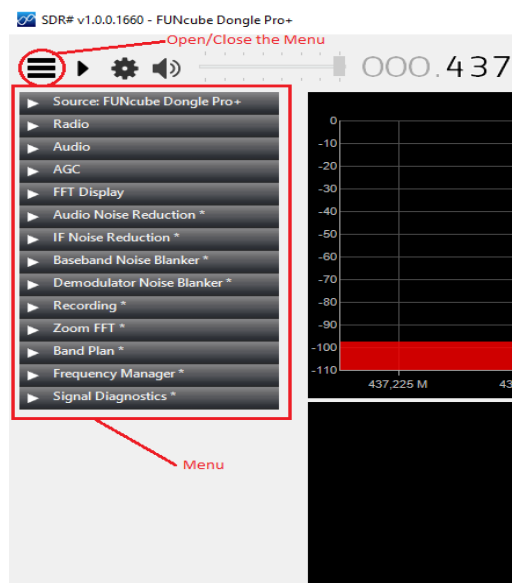 SDR# v1.0.0.1660 - FUNcube Dongle Pro+
Open/Close the Menu
000.437
Source: FUNcube Dongle Pro+
Radio
Audio
AGC
FFT Display
Audio Noise Reduction *
IF Noise Reduction *
Baseband Noise Blanker *
Demodulator Noise Blanker *
Recording *
Zoom FFT *
Band Plan *
Frequency Manager *
Signal Diagnostics *
Menu
0
-10
-20
-30
-40
-50
-60
-70
-80
-90
-100
-110
437,225 M
43